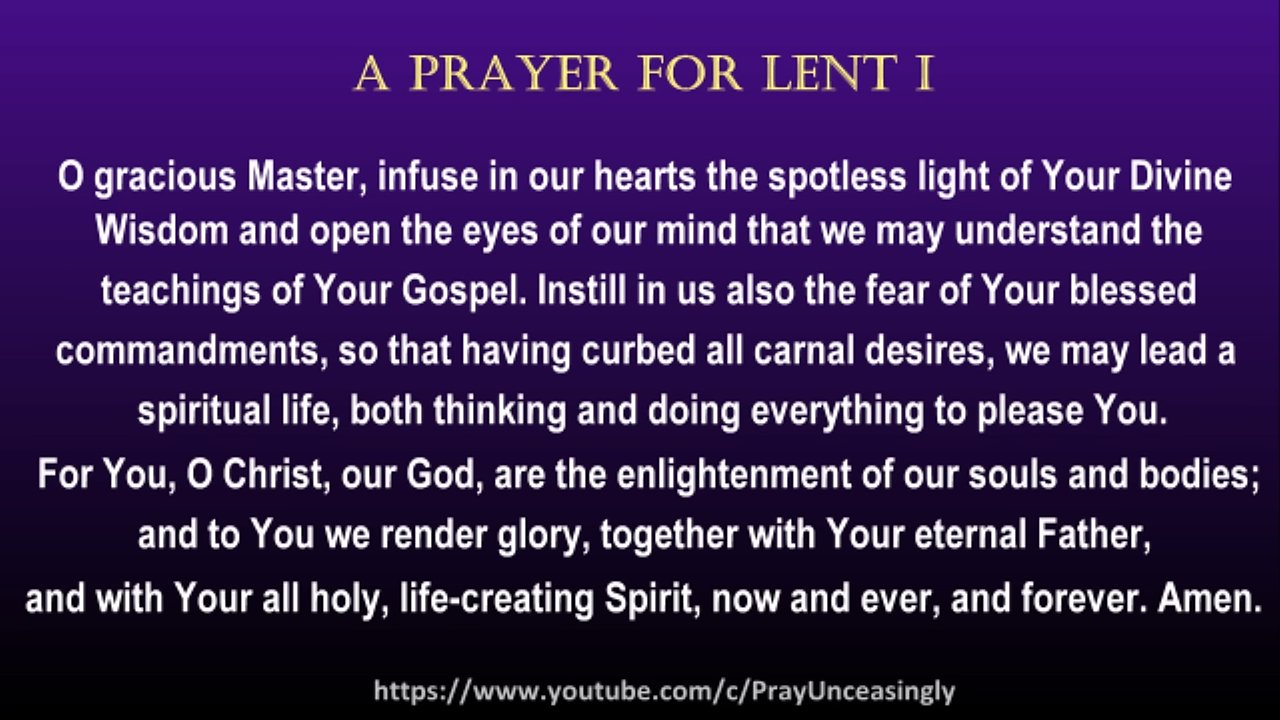 A PRAYER FOR LENT I
O gracious Master, infuse in our hearts the spotless light of Your Divine
Wisdom and open the eyes of our mind that we may understand the
teachings of Your Gospel. Instill in us also the fear of Your blessed
commandments, so that having curbed all carnal desires, we may lead a
spiritual life, both thinking and doing everything to please You.
For You, O Christ, our God, are the enlightenment of our souls and bodies;
and to You we render glory, together with Your eternal Father,
and with Your all holy, life-creating Spirit, now and ever, and forever. Amen.
https://www.youtube.com/c/PrayUnceasingly